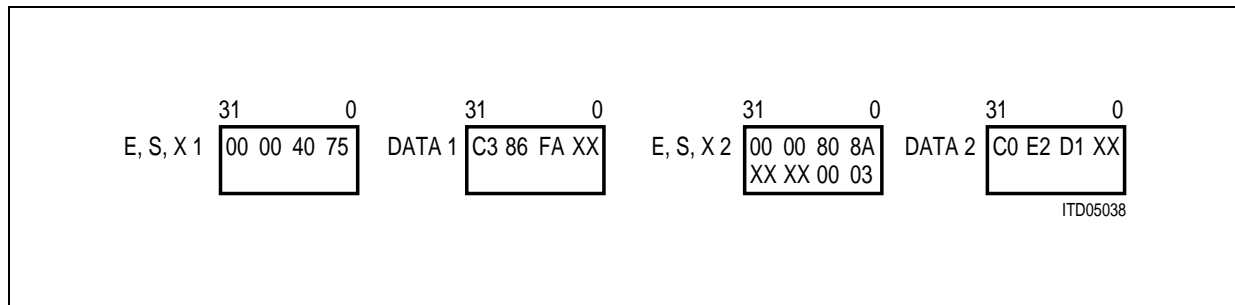 31 0 31 0 31 0 31 0
E, S, X 1 00 00 40 75 DATA 1 C3 86 FA XX E, S, X 2 00 00 80 8A DATA 2 C0 E2 D1 XX
XX XX 00 03
ITD05038